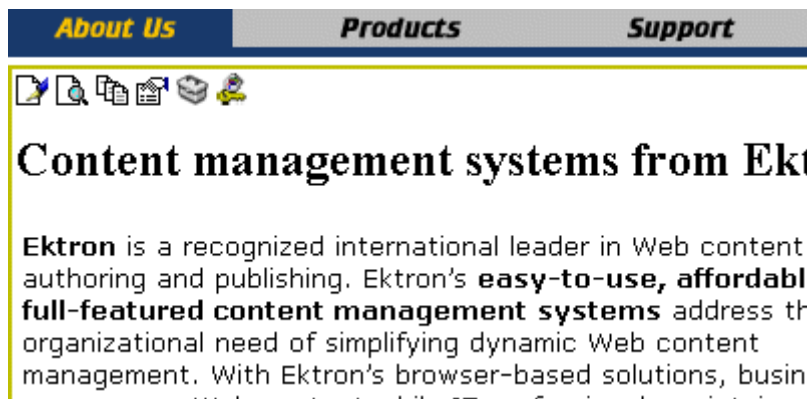 About Us Products Support
Content management systems from Ekt
Ektron is a recognized international leader in Web content
authoring and publishing. Ektron's easy-to-use, affordabl
full-featured content management systems address th
organizational need of simplifying dynamic Web content
management. With Ektron's browser-based solutions, busin